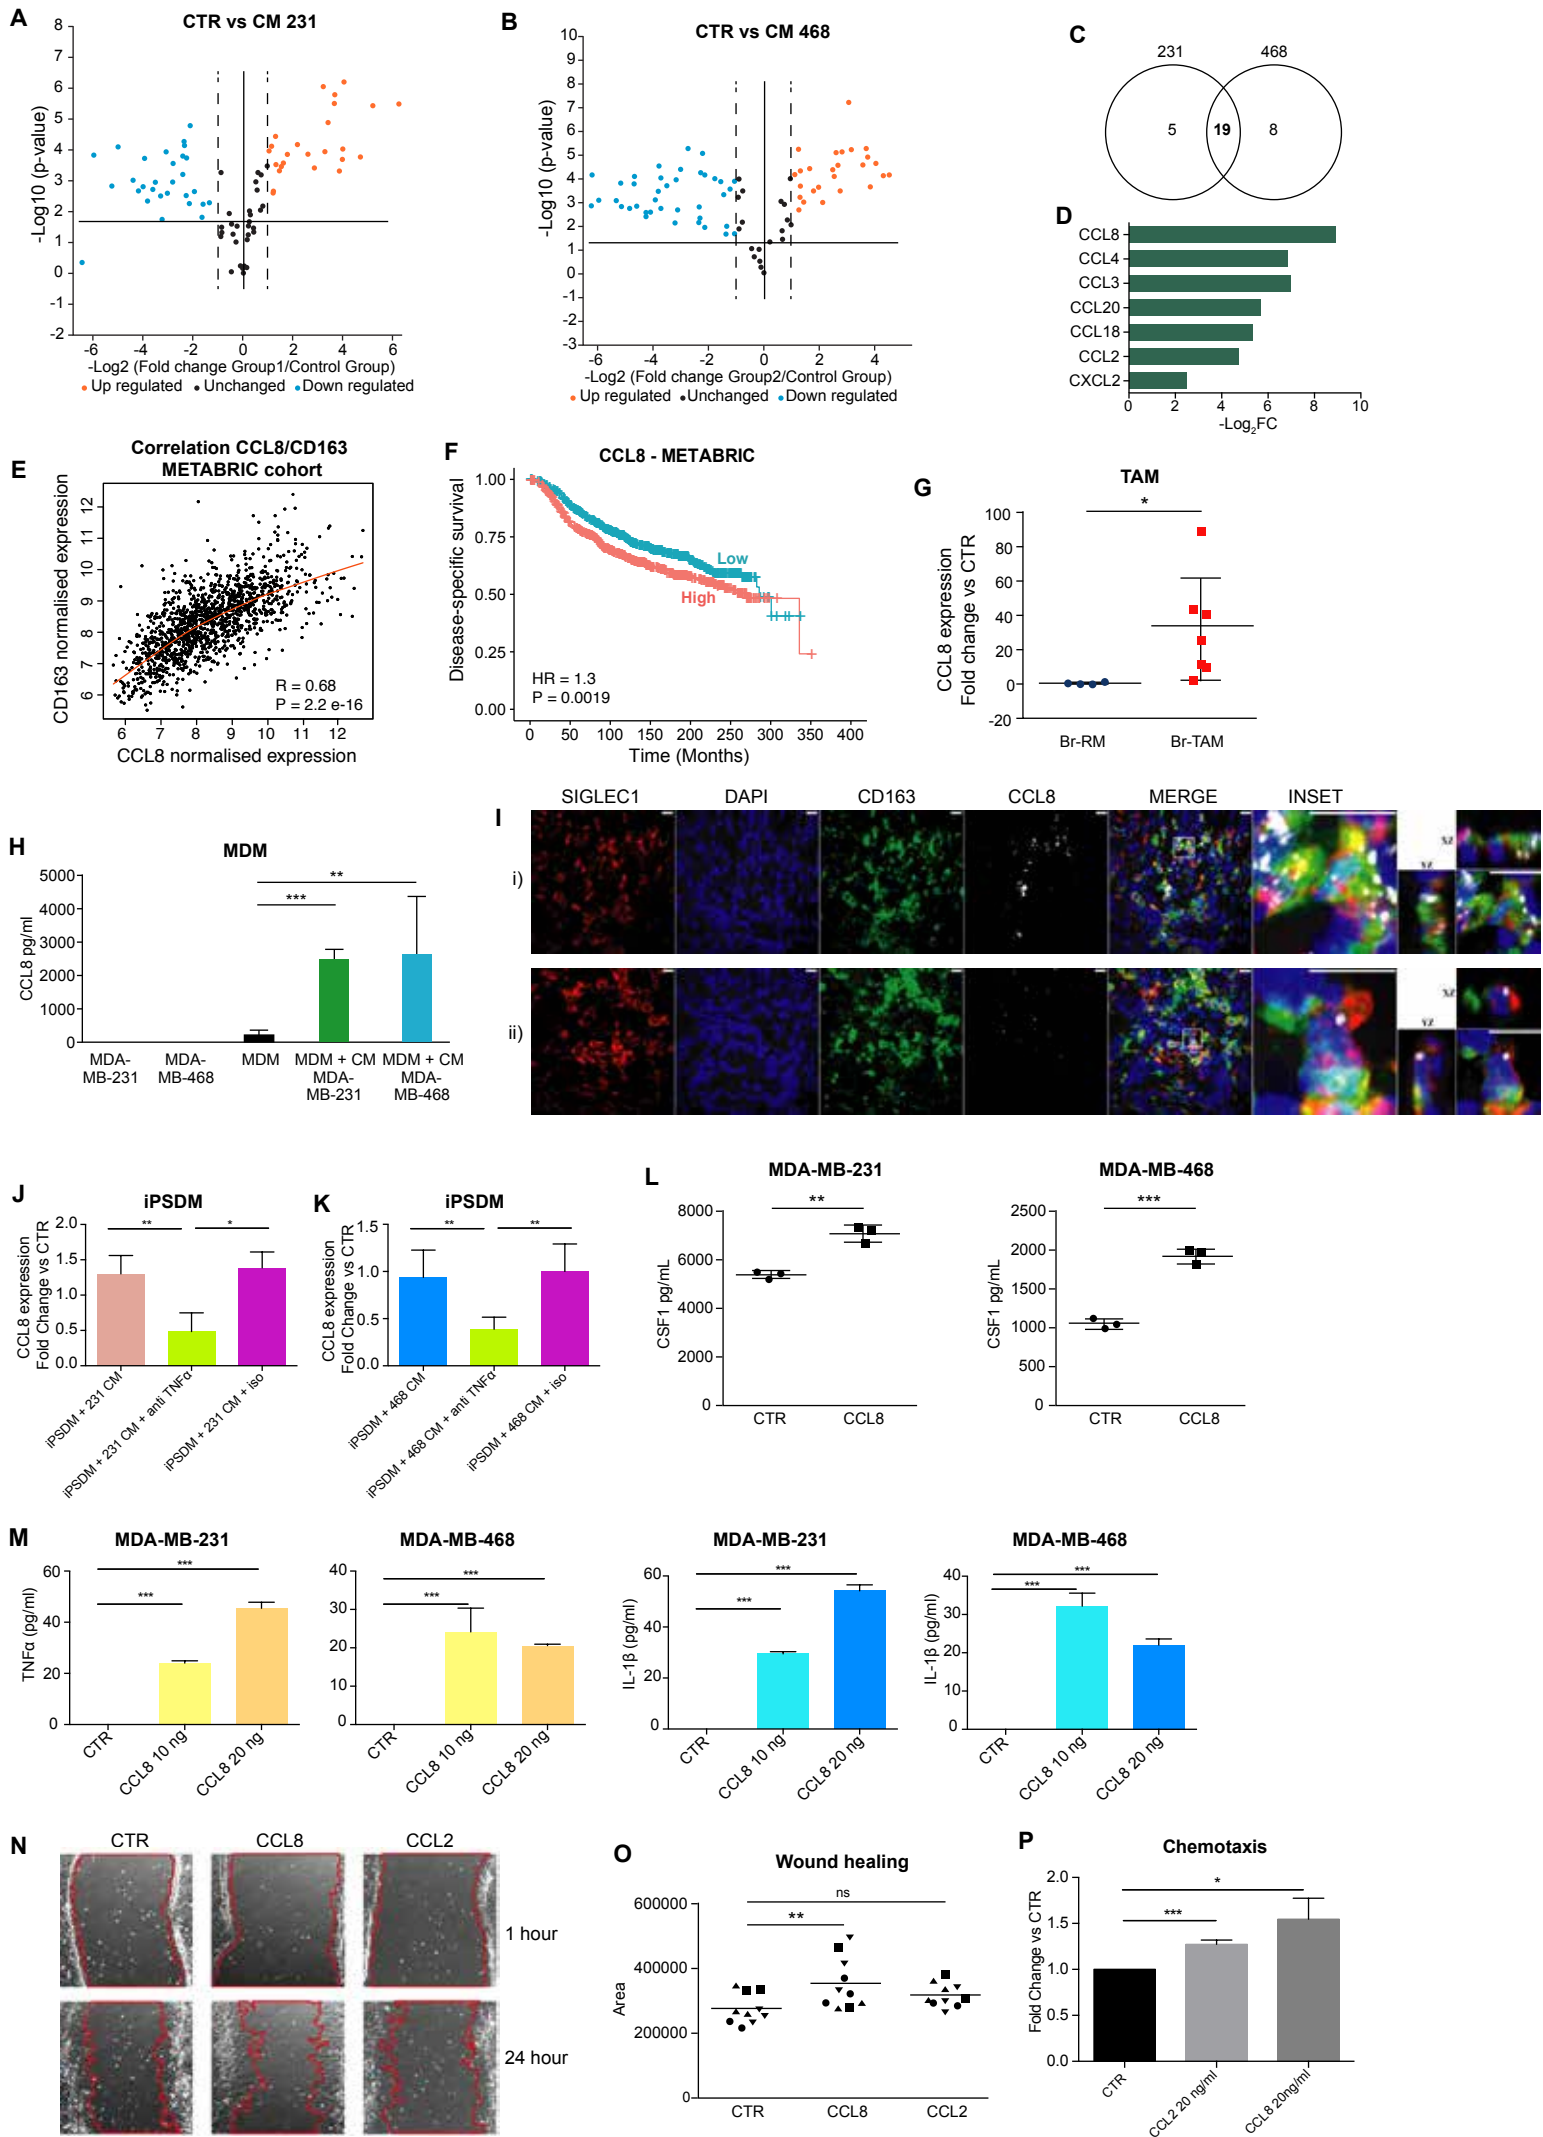 A
CTR vs CM 231
8
7
6
5
4
3
2
1
0
-1
-2
-Log10 (p-value)
-6
-4
-2
0
2
4
6
-Log2 (Fold change Group1/Control Group)
Up regulated
Unchanged
Down regulated
B
CTR vs CM 468
10
9
8
7
6
5
4
3
2
1
0
-1
-2
-3
-Log10 (p-value)
-6
-4
-2
0
2
4
-Log2 (Fold change Group2/Control Group)
Up regulated
Unchanged
Down regulated
C
231
468
5
19
8
D
CCL8
CCL4
CCL3
CCL20
CCL18
CCL2
CXCL2
0
2
4
6
8
10
-Log2FC
E
Correlation CCL8/CD163
METABRIC cohort
CD163 normalised expression
12
11
10
9
8
7
6
R = 0.68
P = 2.2 e-16
6
7
8
9
10
11
12
CCL8 normalised expression
F
CCL8 - METABRIC
Disease-specific survival
1.00
0.75
0.50
0.25
0.00
Low
High
HR = 1.3
P = 0.0019
0
50
100
150
200
250
300
350
400
Time (Months)
G
TAM
*
CCL8 expression
Fold change vs CTR
100
80
60
40
20
0
-20
Br-RM
Br-TAM
H
MDM
CCL8 pg/ml
5000
4000
3000
2000
1000
0
**
***
MDA-
MB-231
MDA-
MB-468
MDM
MDM + CM
MDA-
MB-231
MDM + CM
MDA-
MB-468
I
SIGLEC1
DAPI
CD163
CCL8
MERGE
INSET
i)
XZ
YZ
ii)
XZ
YZ
J
iPSDM
CCL8 expression
Fold Change vs CTR
2.0
1.5
1.0
0.5
0.0
**
*
iPSDM + 231 CM
iPSDM + 231 CM + anti TNFα
iPSDM + 231 CM + iso
K
iPSDM
CCL8 expression
Fold Change vs CTR
1.5
1.0
0.5
0.0
**
**
iPSDM + 468 CM
iPSDM + 468 CM + anti TNFα
iPSDM + 468 CM + iso
L
MDA-MB-231
CSF1 pg/mL
8000
6000
4000
2000
0
**
CTR
CCL8
MDA-MB-468
CSF1 pg/mL
2500
2000
1500
1000
500
0
***
CTR
CCL8
M
MDA-MB-231
TNFα (pg/ml)
60
40
20
0
***
***
CTR
CCL8 10 ng
CCL8 20 ng
MDA-MB-468
40
30
20
10
0
***
***
CTR
CCL8 10 ng
CCL8 20 ng
MDA-MB-231
IL-1β (pg/ml)
60
40
20
0
***
***
CTR
CCL8 10 ng
CCL8 20 ng
MDA-MB-468
IL-1β (pg/ml)
40
30
20
10
0
***
***
CTR
CCL8 10 ng
CCL8 20 ng
N
CTR
CCL8
CCL2
1 hour
24 hour
O
Wound healing
Area
600000
400000
200000
0
ns
**
CTR
CCL8
CCL2
P
Chemotaxis
Fold Change vs CTR
2.0
1.5
1.0
0.5
0.0
*
***
CTR
CCL2 20 ng/ml
CCL8 20ng/ml